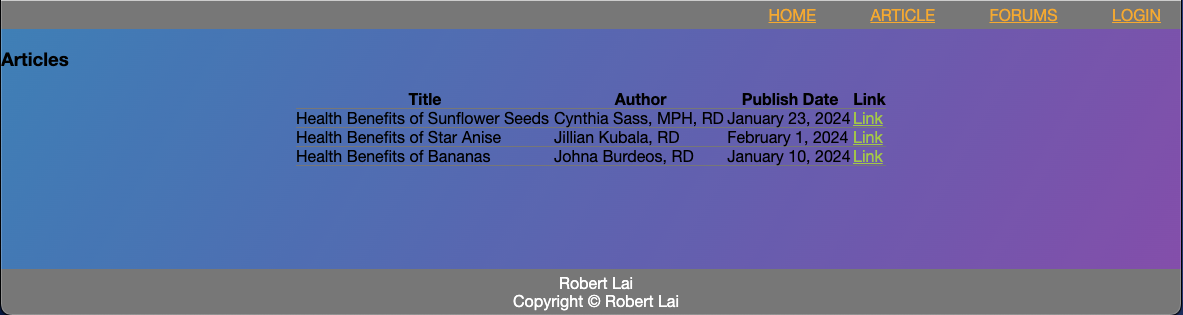 HOME ARTICLE FORUMS LOGIN
Articles
Title Author Publish Date Link
Health Benefits of Sunflower Seeds Cynthia Sass, MPH, RD January 23, 2024 Link
Health Benefits of Star Anise Jillian Kubala, RD February 1, 2024 Link
Health Benefits of Bananas Johna Burdeos, RD January 10, 2024 Link
Robert Lai
Copyright © Robert Lai